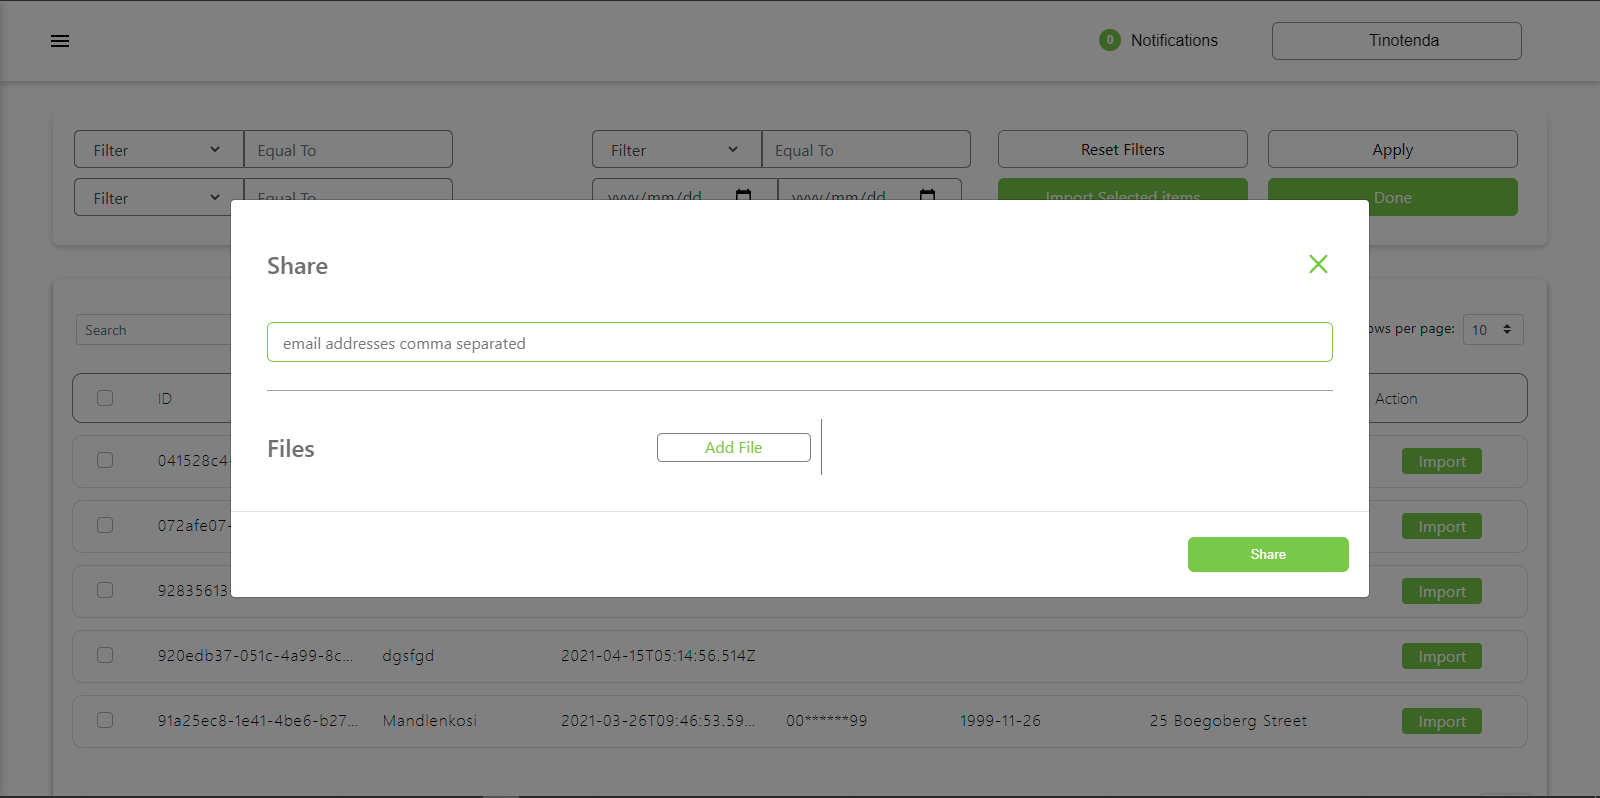 0 Notifications Tinotenda
Filter Equal To Filter Equal To Reset Filters Apply
Filter Equal To yyyy/mm/dd yyyy/mm/dd Import Selected items Done
Share
Search ows per page: 10
email addresses comma separated
ID Action
Files Add File
041528c4- Import
072afe07- Import
Share
92835613 Import
920edb37-051c-4a99-8c... dgsfgd 2021-04-15T05:14:56.514Z Import
91a25ec8-1e41-4be6-b27... Mandlenkosi 2021-03-26T09:46:53.59... 00******99 1999-11-26 25 Boegoberg Street Import